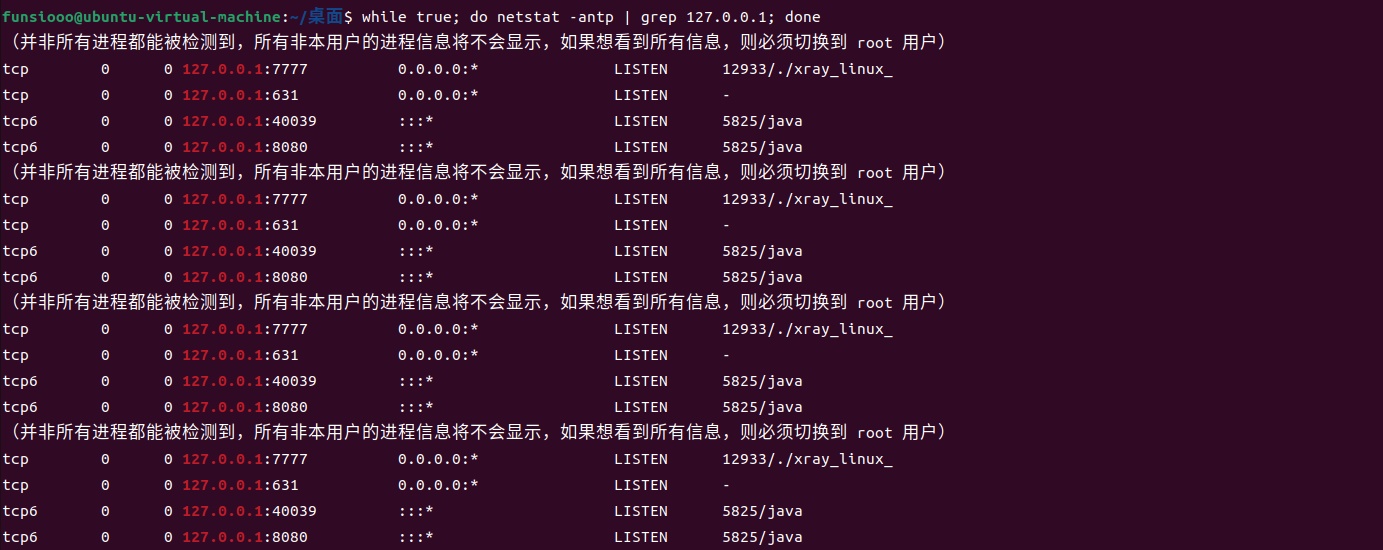 funsiooo@ubuntu-virtual-machine:~/桌面$ while true; do netstat -antp | grep 127.0.0.1; done
（并非所有进程都能被检测到，所有非本用户的进程信息将不会显示，如果想看到所有信息，则必须切换到 root 用户）
tcp        0      0 127.0.0.1:7777          0.0.0.0:*               LISTEN      12933/./xray_linux_
tcp        0      0 127.0.0.1:631           0.0.0.0:*               LISTEN      -
tcp6       0      0 127.0.0.1:40039         :::*                    LISTEN      5825/java
tcp6       0      0 127.0.0.1:8080          :::*                    LISTEN      5825/java
（并非所有进程都能被检测到，所有非本用户的进程信息将不会显示，如果想看到所有信息，则必须切换到 root 用户）
tcp        0      0 127.0.0.1:7777          0.0.0.0:*               LISTEN      12933/./xray_linux_
tcp        0      0 127.0.0.1:631           0.0.0.0:*               LISTEN      -
tcp6       0      0 127.0.0.1:40039         :::*                    LISTEN      5825/java
tcp6       0      0 127.0.0.1:8080          :::*                    LISTEN      5825/java
（并非所有进程都能被检测到，所有非本用户的进程信息将不会显示，如果想看到所有信息，则必须切换到 root 用户）
tcp        0      0 127.0.0.1:7777          0.0.0.0:*               LISTEN      12933/./xray_linux_
tcp        0      0 127.0.0.1:631           0.0.0.0:*               LISTEN      -
tcp6       0      0 127.0.0.1:40039         :::*                    LISTEN      5825/java
tcp6       0      0 127.0.0.1:8080          :::*                    LISTEN      5825/java
（并非所有进程都能被检测到，所有非本用户的进程信息将不会显示，如果想看到所有信息，则必须切换到 root 用户）
tcp        0      0 127.0.0.1:7777          0.0.0.0:*               LISTEN      12933/./xray_linux_
tcp        0      0 127.0.0.1:631           0.0.0.0:*               LISTEN      -
tcp6       0      0 127.0.0.1:40039         :::*                    LISTEN      5825/java
tcp6       0      0 127.0.0.1:8080          :::*                    LISTEN      5825/java